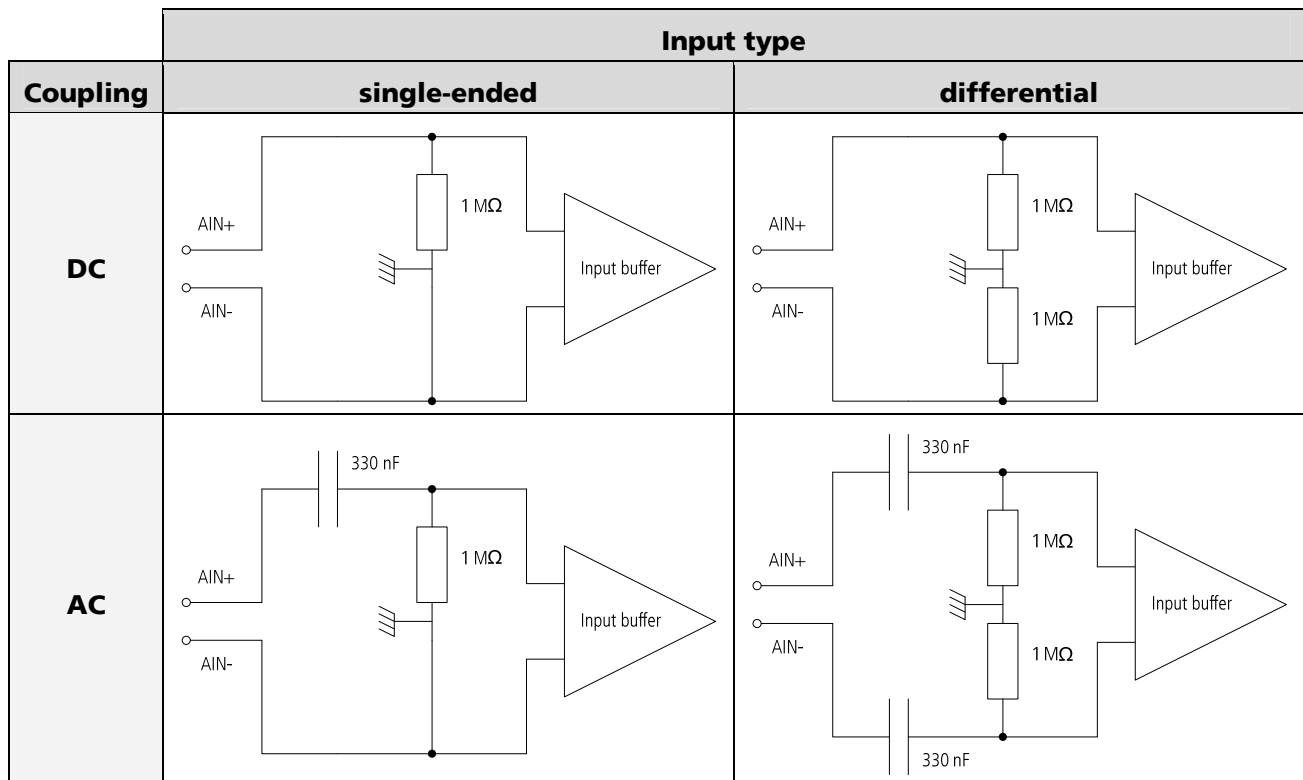 Input type
Coupling
single-ended
differential
DC
AIN+
AIN-
1 MΩ
Input buffer
AIN+
AIN-
1 MΩ
1 MΩ
Input buffer
AC
330 nF
AIN+
AIN-
1 MΩ
Input buffer
330 nF
AIN+
AIN-
1 MΩ
1 MΩ
330 nF
Input buffer